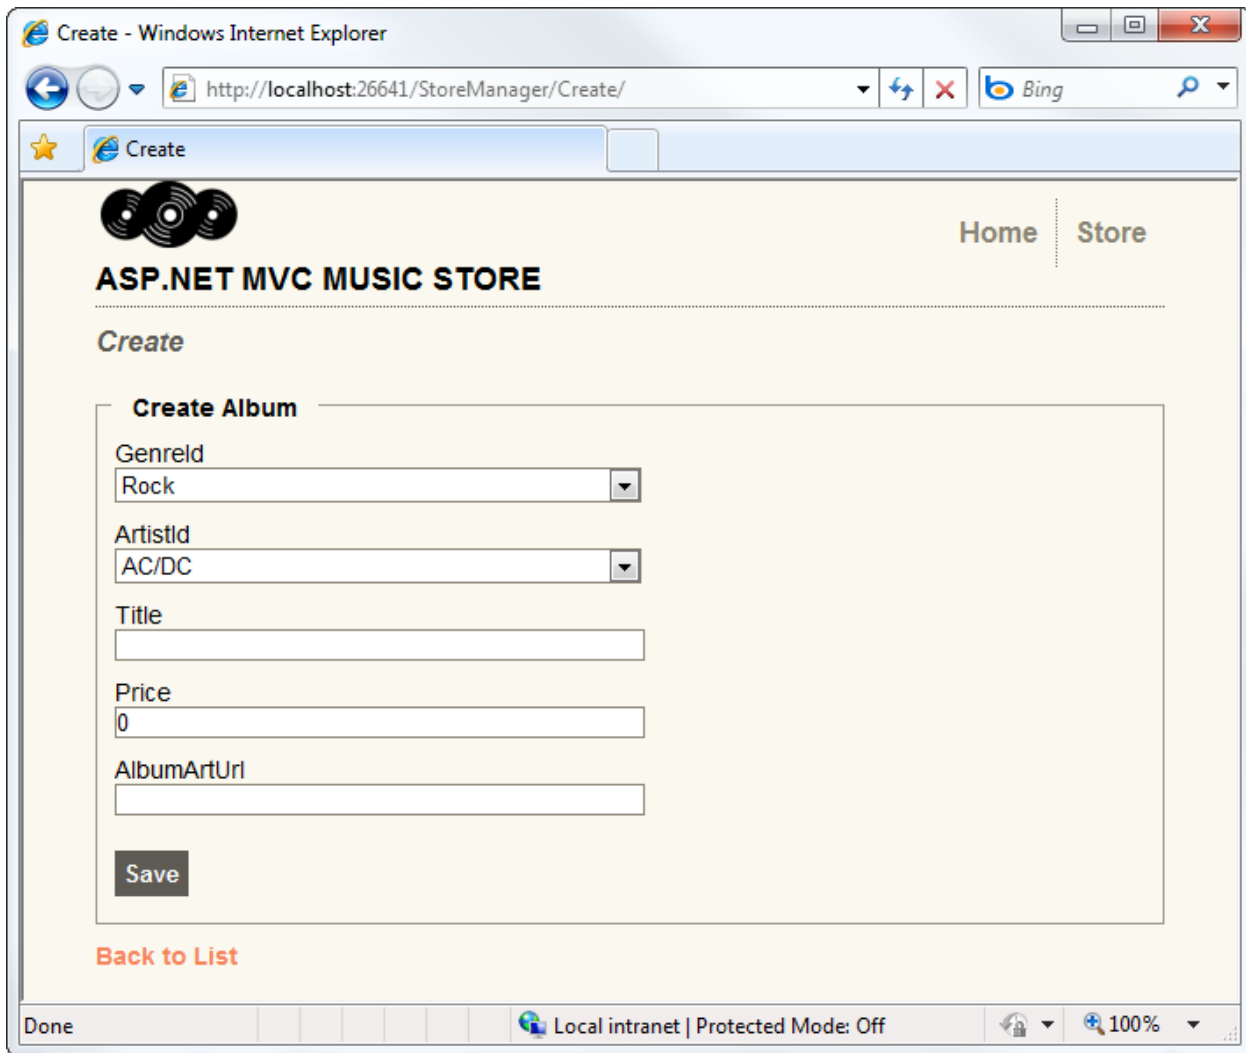 Create - Windows Internet Explorer
http://localhost:26641/StoreManager/Create/
Bing
Create
Home Store
ASP.NET MVC MUSIC STORE
Create
Create Album
GenreId
Rock
ArtistId
AC/DC
Title
Price
0
AlbumArtUrl
Save
Back to List
Done Local intranet | Protected Mode: Off 100%